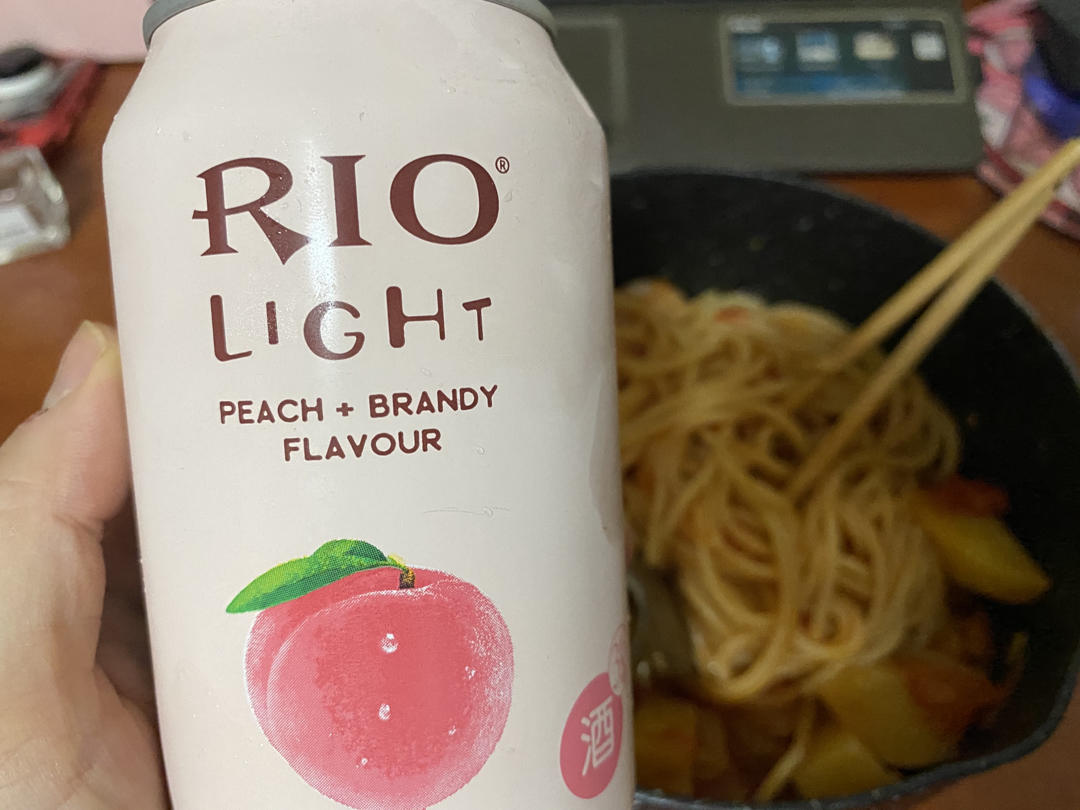 RIO®
LIGHT
PEACH + BRANDY
FLAVOUR
酒